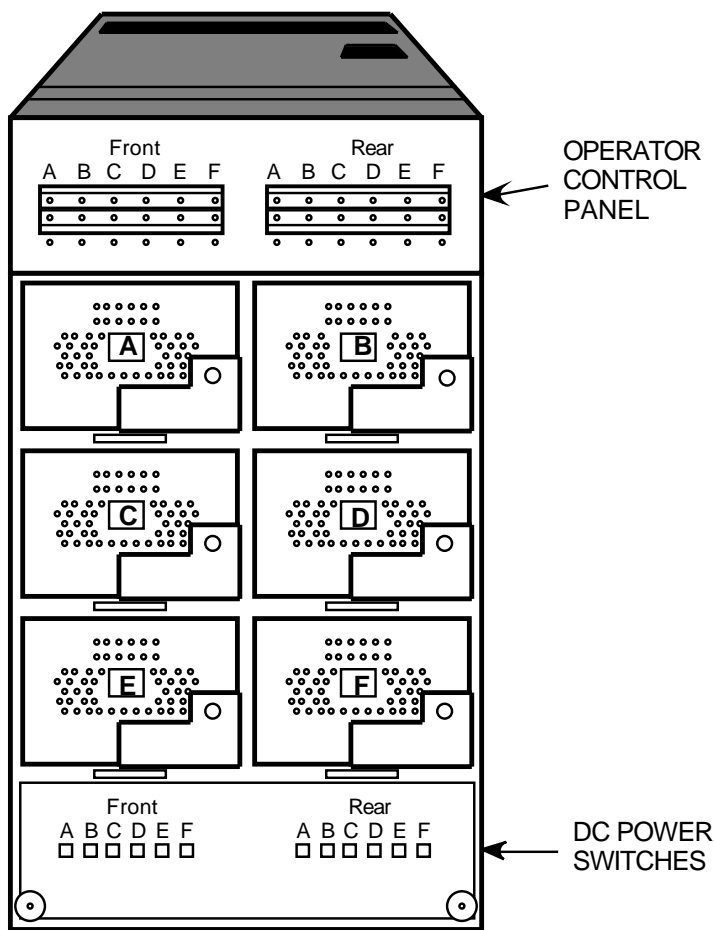 Front Rear
A B C D E F A B C D E F
OPERATOR
CONTROL
PANEL
A B
C D
E F
Front Rear
A B C D E F A B C D E F
DC POWER
SWITCHES